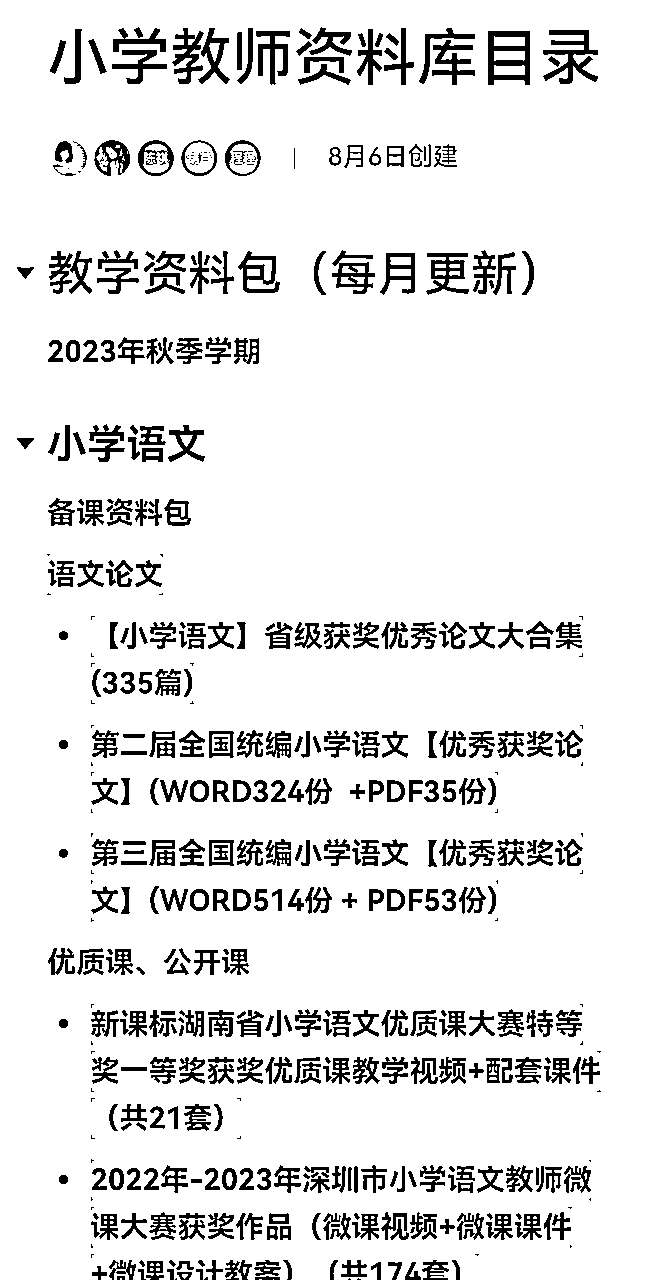 小学教师资料库目录
8月6日创建
教学资料包（每月更新）
2023年秋季学期
小学语文
备课资料包
语文论文
【小学语文】省级获奖优秀论文大合集
(335篇)
第二届全国统编小学语文【优秀获奖论
文】(WORD324份 +PDF35份)
第三届全国统编小学语文【优秀获奖论
文】(WORD514份 + PDF53份)
优质课、公开课
新课标湖南省小学语文优质课大赛特等
奖一等奖获奖优质课教学视频+配套课件
（共21套）
2022年-2023年深圳市小学语文教师微
课大赛获奖作品（微课视频+微课课件
+微课设计教案）（共174套）